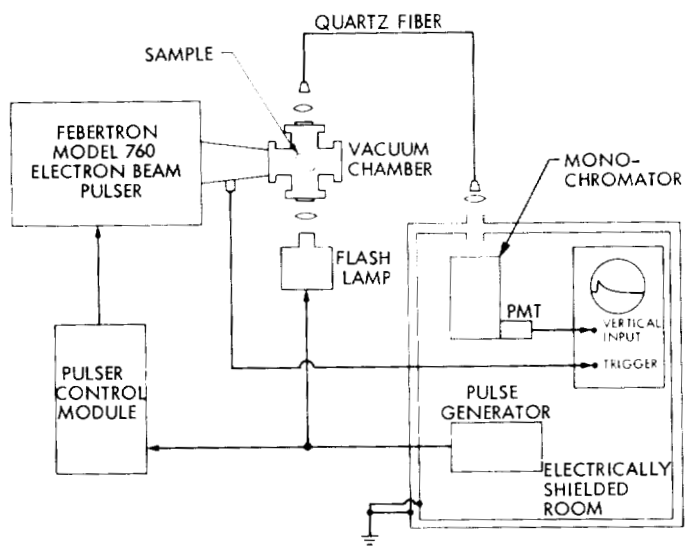 QUARTZ FIBER
SAMPLE
FEBERTRON
MODEL 760
ELECTRON BEAM
PULSER
VACUUM
CHAMBER
MONO-
CHROMATOR
FLASH
LAMP
PMT
VERTICAL
INPUT
TRIGGER
PULSER
CONTROL
MODULE
PULSE
GENERATOR
ELECTRICALLY
SHIELDED
ROOM